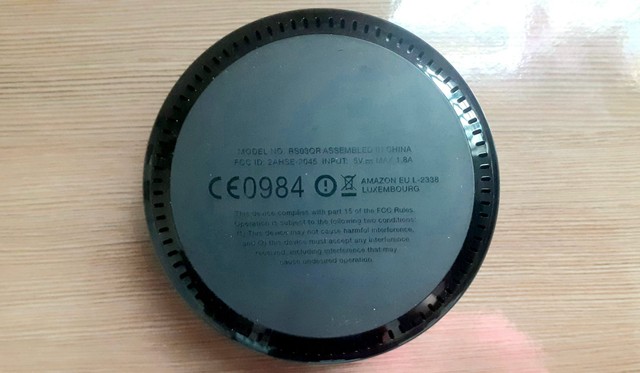 MODEL NO. RS03QR ASSEMBLED IN CHINA
FCC ID: 2AHSE-2045 INPUT: 5V MAX 1.8A
CE0984 AMAZON EU L-2338
LUXEMBOURG
This device complies with part 15 of the FCC Rules.
Operation is subject to the following two conditions:
(1) This device may not cause harmful interference,
and (2) this device must accept any interference
received, including interference that may
cause undesired operation.